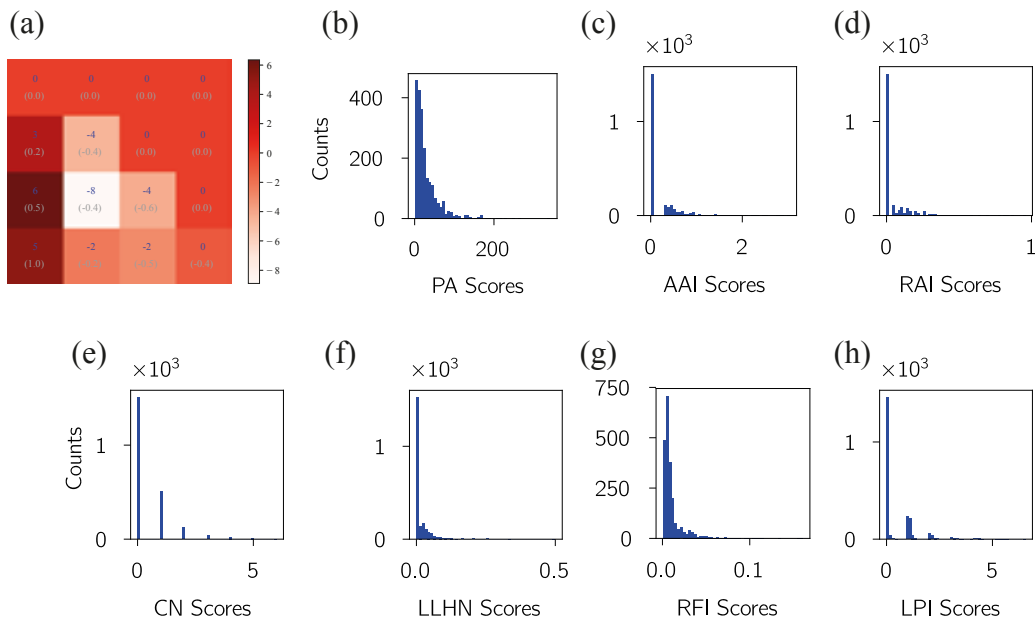 (a)
0 0 0 0
(0.0) (0.0) (0.0) (0.0)
-4 0 0
(0.2) (-0.4) (0.0) (0.0)
6 -8 -4 0
(0.5) (-0.4) (-0.6) (0.0)
5 -2 -2 0
(1.0) (-0.4)
6
4
2
0
−2
−4
−6
−8
(b)
Counts
400
200
0
0 200
PA Scores
(c)
×10³
1
0
0 2
AAI Scores
(d)
×10³
1
0
0 1
RAI Scores
(e)
×10³
Counts
1
0
0 5
CN Scores
(f)
×10³
1
0
0.0 0.5
LLHN Scores
(g)
750
500
250
0
0.0 0.1
RFI Scores
(h)
×10³
1
0
0 5
LPI Scores